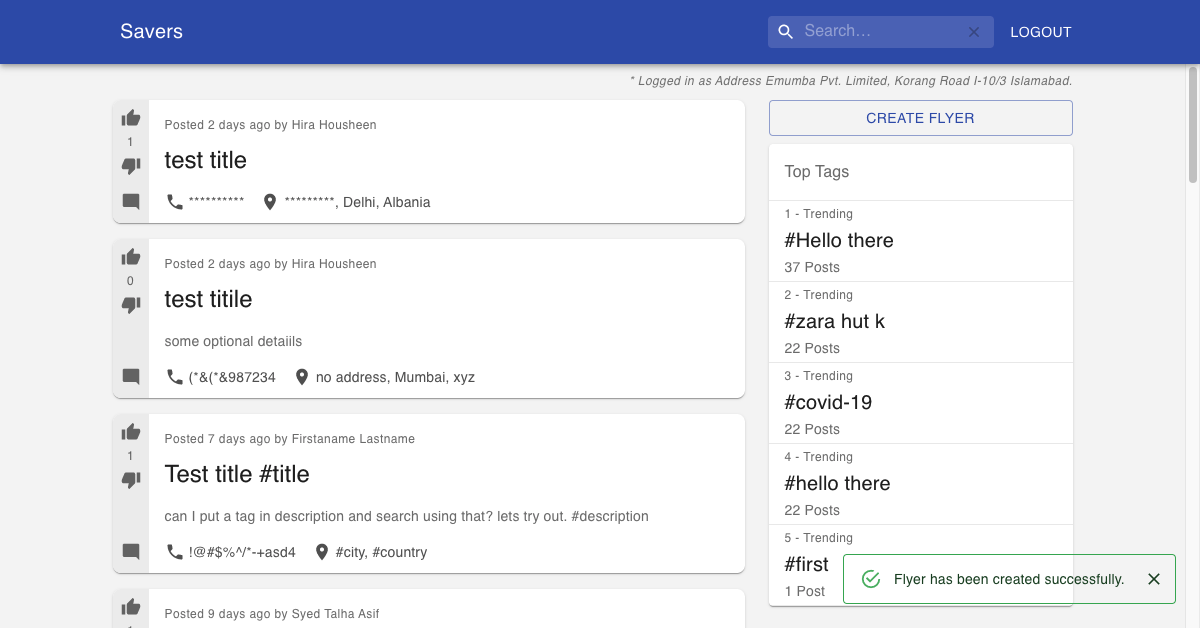 Savers
Search...
LOGOUT
* Logged in as Address Emumba Pvt. Limited, Korang Road I-10/3 Islamabad.
Posted 2 days ago by Hira Housheen
1
test title
**********
*********, Delhi, Albania
Posted 2 days ago by Hira Housheen
0
test titile
some optional detaiils
(*&(*&987234
no address, Mumbai, xyz
Posted 7 days ago by Firstaname Lastname
1
Test title #title
can I put a tag in description and search using that? lets try out. #description
!@#$%^/*-+asd4
#city, #country
Posted 9 days ago by Syed Talha Asif
CREATE FLYER
Top Tags
1 - Trending
#Hello there
37 Posts
2 - Trending
#zara hut k
22 Posts
3 - Trending
#covid-19
22 Posts
4 - Trending
#hello there
22 Posts
5 - Trending
#first
1 Post
Flyer has been created successfully.